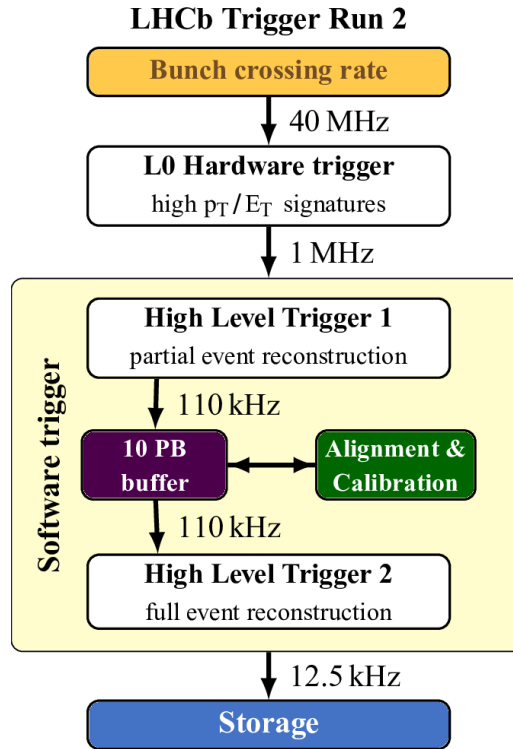 LHCb Trigger Run 2
Bunch crossing rate
40 MHz
L0 Hardware trigger
high pT / ET signatures
1 MHz
Software trigger
High Level Trigger 1
partial event reconstruction
110 kHz
10 PB
buffer
Alignment &
Calibration
110 kHz
High Level Trigger 2
full event reconstruction
12.5 kHz
Storage